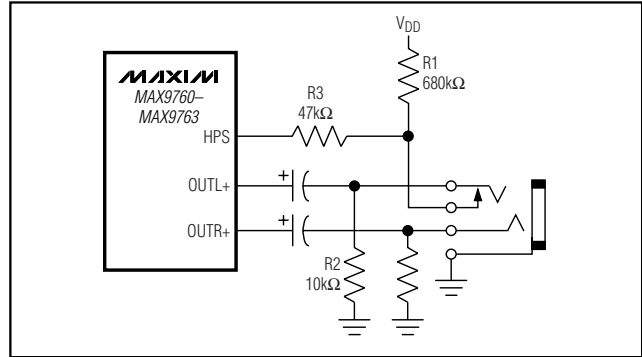 VDD
R1
680kΩ
MAXIM
MAX9760–
MAX9763
R3
47kΩ
HPS
OUTL+
+
OUTR+
+
R2
10kΩ